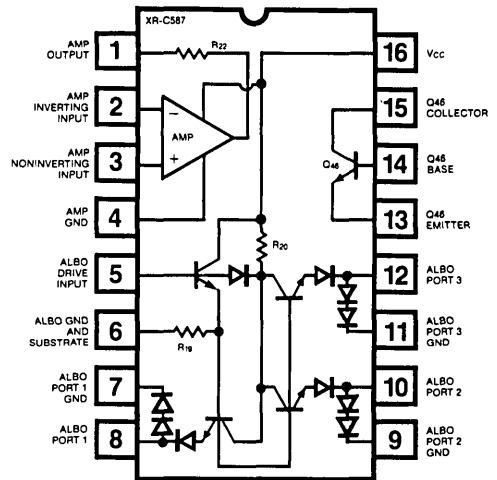 XR-C587
AMP
OUTPUT
1
R22
16
VCC
AMP
INVERTING
INPUT
2
15
Q46
COLLECTOR
AMP
NONINVERTING
INPUT
3
−
AMP
+
Q46
14
Q46
BASE
AMP
GND
4
13
Q46
EMITTER
R20
ALBO
DRIVE
INPUT
5
12
ALBO
PORT 3
ALBO GND
AND
SUBSTRATE
6
R19
11
ALBO
PORT 3
GND
ALBO
PORT 1
GND
7
10
ALBO
PORT 2
ALBO
PORT 1
8
9
ALBO
PORT 2
GND